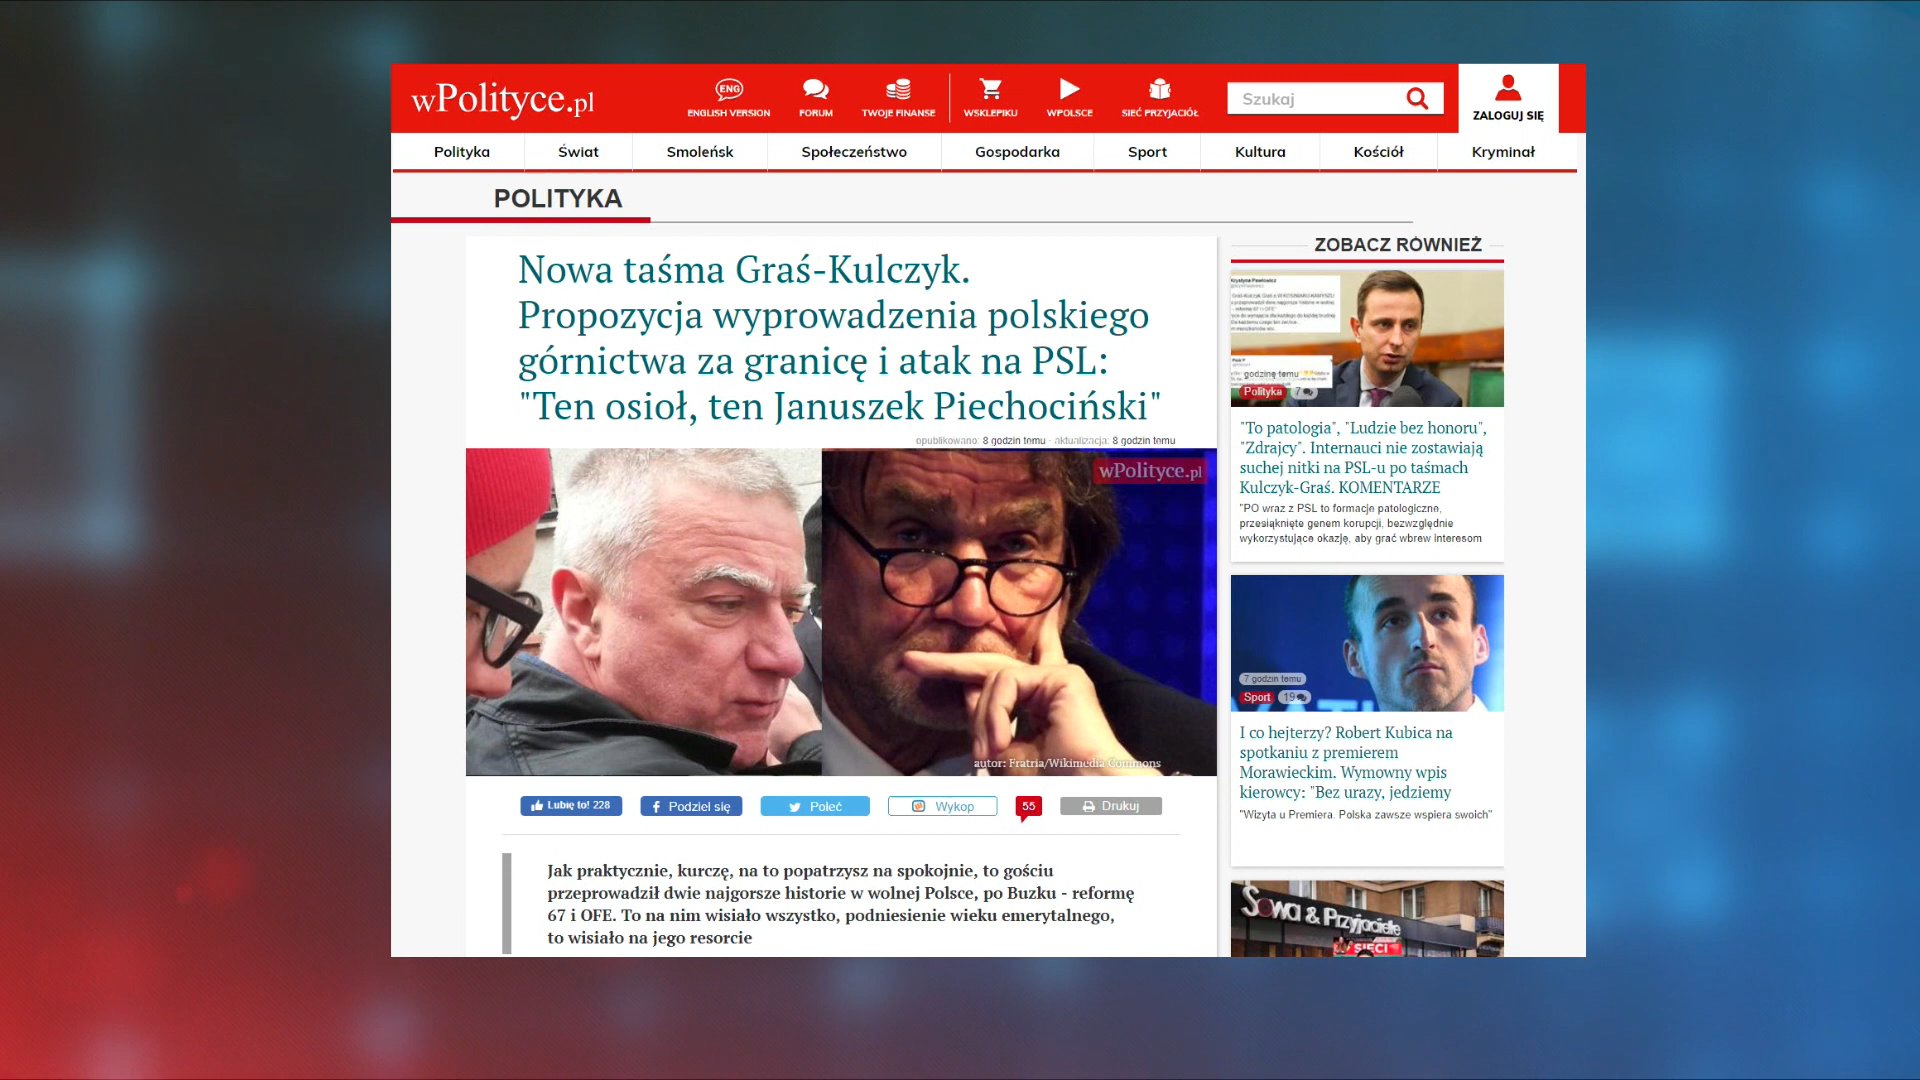 wPolityce.pl
ENG
ENGLISH VERSION
FORUM
TWOJE FINANSE
WSKLEPIKU
WPOLSCE
SIEĆ PRZYJACIÓŁ
Szukaj
ZALOGUJ SIĘ
Polityka
Świat
Smoleńsk
Społeczeństwo
Gospodarka
Sport
Kultura
Kościół
Kryminał
POLITYKA
Nowa taśma Graś-Kulczyk.
Propozycja wyprowadzenia polskiego
górnictwa za granicę i atak na PSL:
"Ten osioł, ten Januszek Piechociński"
opublikowano: 8 godzin temu · aktualizacja: 8 godzin temu
wPolityce.pl
autor: Fratria/Wikimedia Commons
Lubię to! 228
Podziel się
Poleć
Wykop
55
Drukuj
Jak praktycznie, kurczę, na to popatrzysz na spokojnie, to gościu
przeprowadził dwie najgorsze historie w wolnej Polsce, po Buzku - reformę
67 i OFE. To na nim wisiało wszystko, podniesienie wieku emerytalnego,
to wisiało na jego resorcie
ZOBACZ RÓWNIEŻ
godzinę temu
Polityka
7
"To patologia", "Ludzie bez honoru",
"Zdrajcy". Internauci nie zostawiają
suchej nitki na PSL-u po taśmach
Kulczyk-Graś. KOMENTARZE
"PO wraz z PSL to formacje patologiczne,
przesiąknięte genem korupcji, bezwzględnie
wykorzystujące okazję, aby grać wbrew interesom
7 godzin temu
Sport
19
I co hejterzy? Robert Kubica na
spotkaniu z premierem
Morawieckim. Wymowny wpis
kierowcy: "Bez urazy, jedziemy
"Wizyta u Premiera. Polska zawsze wspiera swoich"
Sowa & Przyjaciele
SIECI